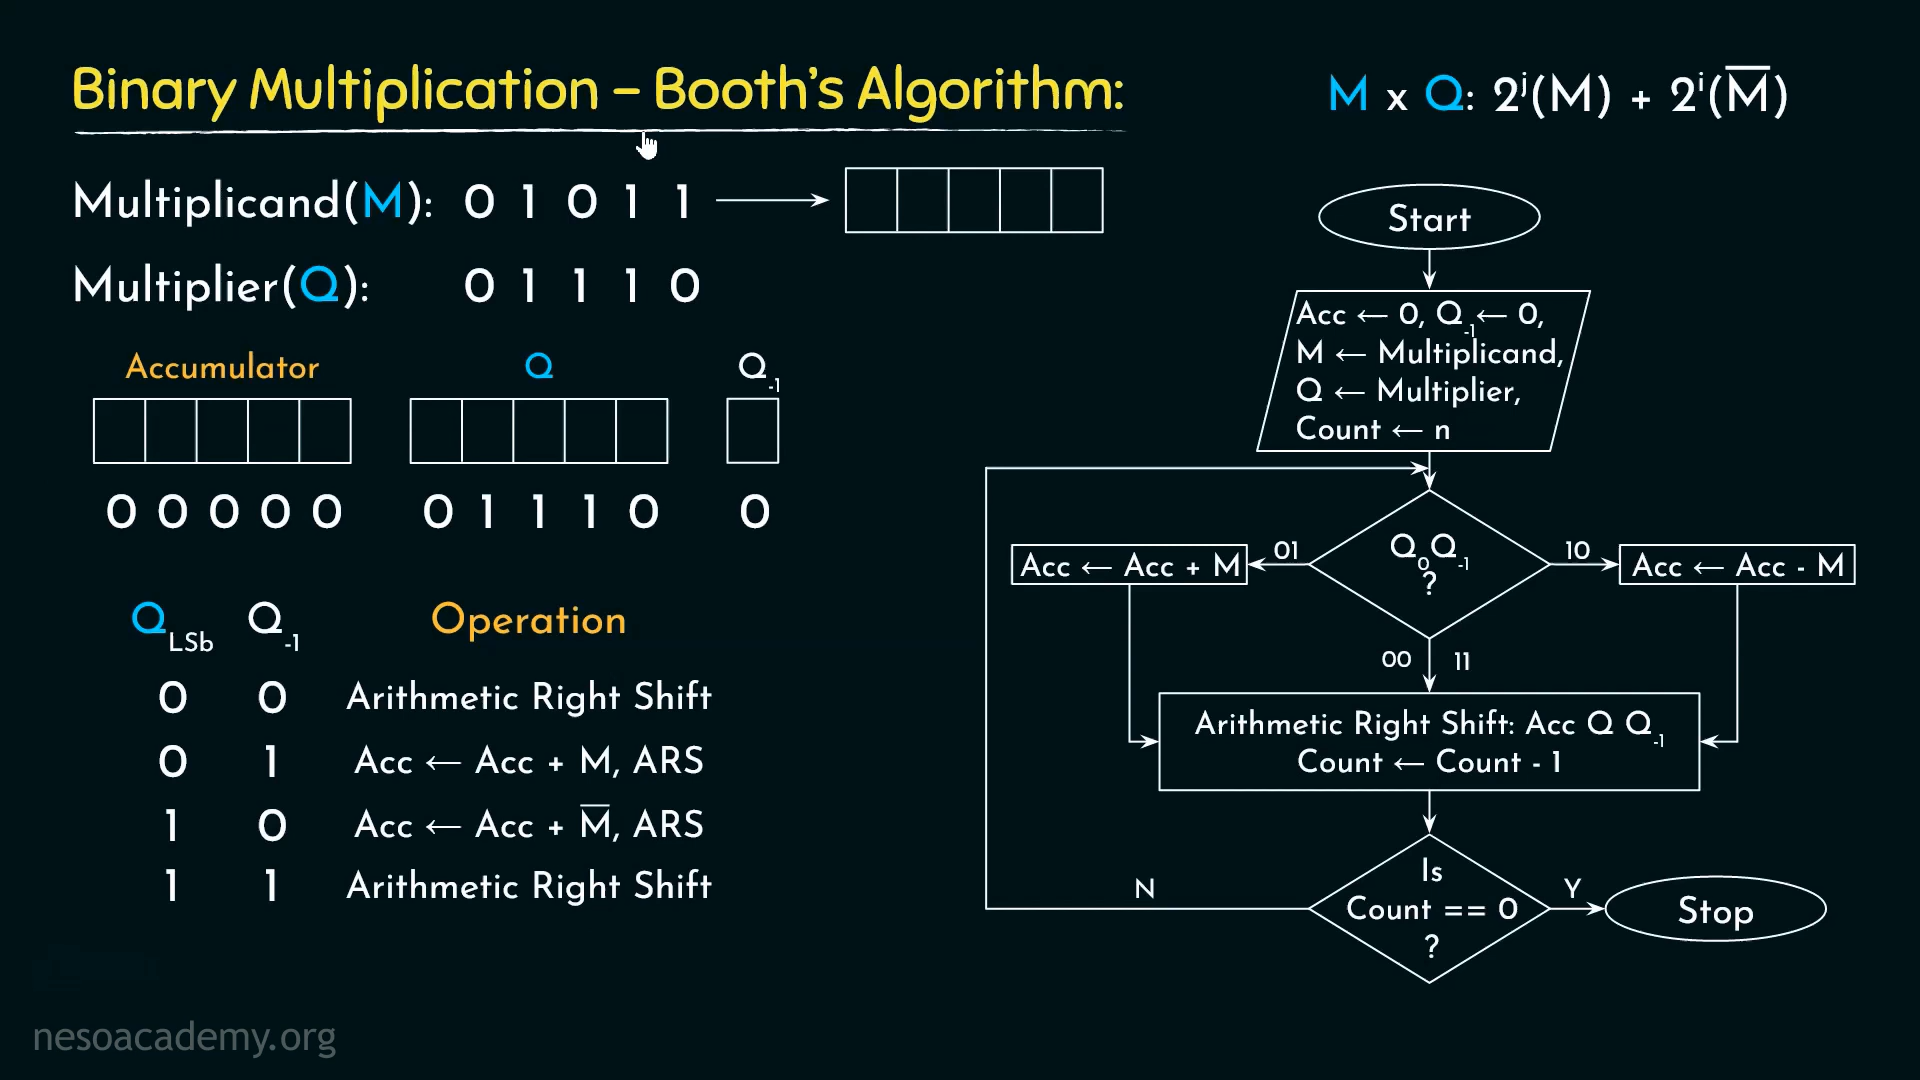 Binary Multiplication – Booth's Algorithm:
M x Q: 2ʲ(M) + 2ⁱ(M̅)
Multiplicand(M): 0 1 0 1 1
Multiplier(Q): 0 1 1 1 0
Accumulator Q Q₋₁
0 0 0 0 0 0 1 1 1 0 0
Q LSb Q₋₁ Operation
0 0 Arithmetic Right Shift
0 1 Acc ← Acc + M, ARS
1 0 Acc ← Acc + M̅, ARS
1 1 Arithmetic Right Shift
Start
Acc ← 0, Q₋₁ ← 0,
M ← Multiplicand,
Q ← Multiplier,
Count ← n
Q₀Q₋₁
?
01
Acc ← Acc + M
10
Acc ← Acc - M
00 11
Arithmetic Right Shift: Acc Q Q₋₁
Count ← Count - 1
Is
Count == 0
?
N
Y
Stop
nesoacademy.org